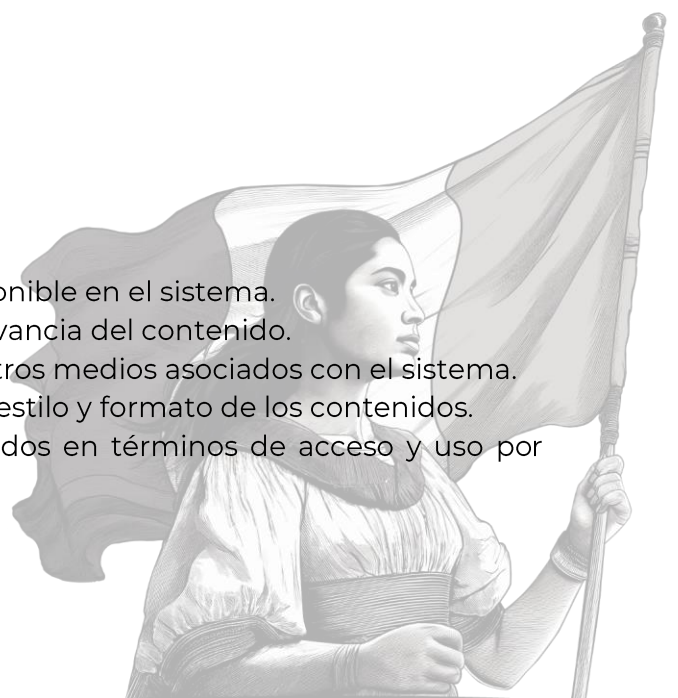 onible en el sistema.
vancia del contenido.
tros medios asociados con el sistema.
estilo y formato de los contenidos.
dos en términos de acceso y uso por